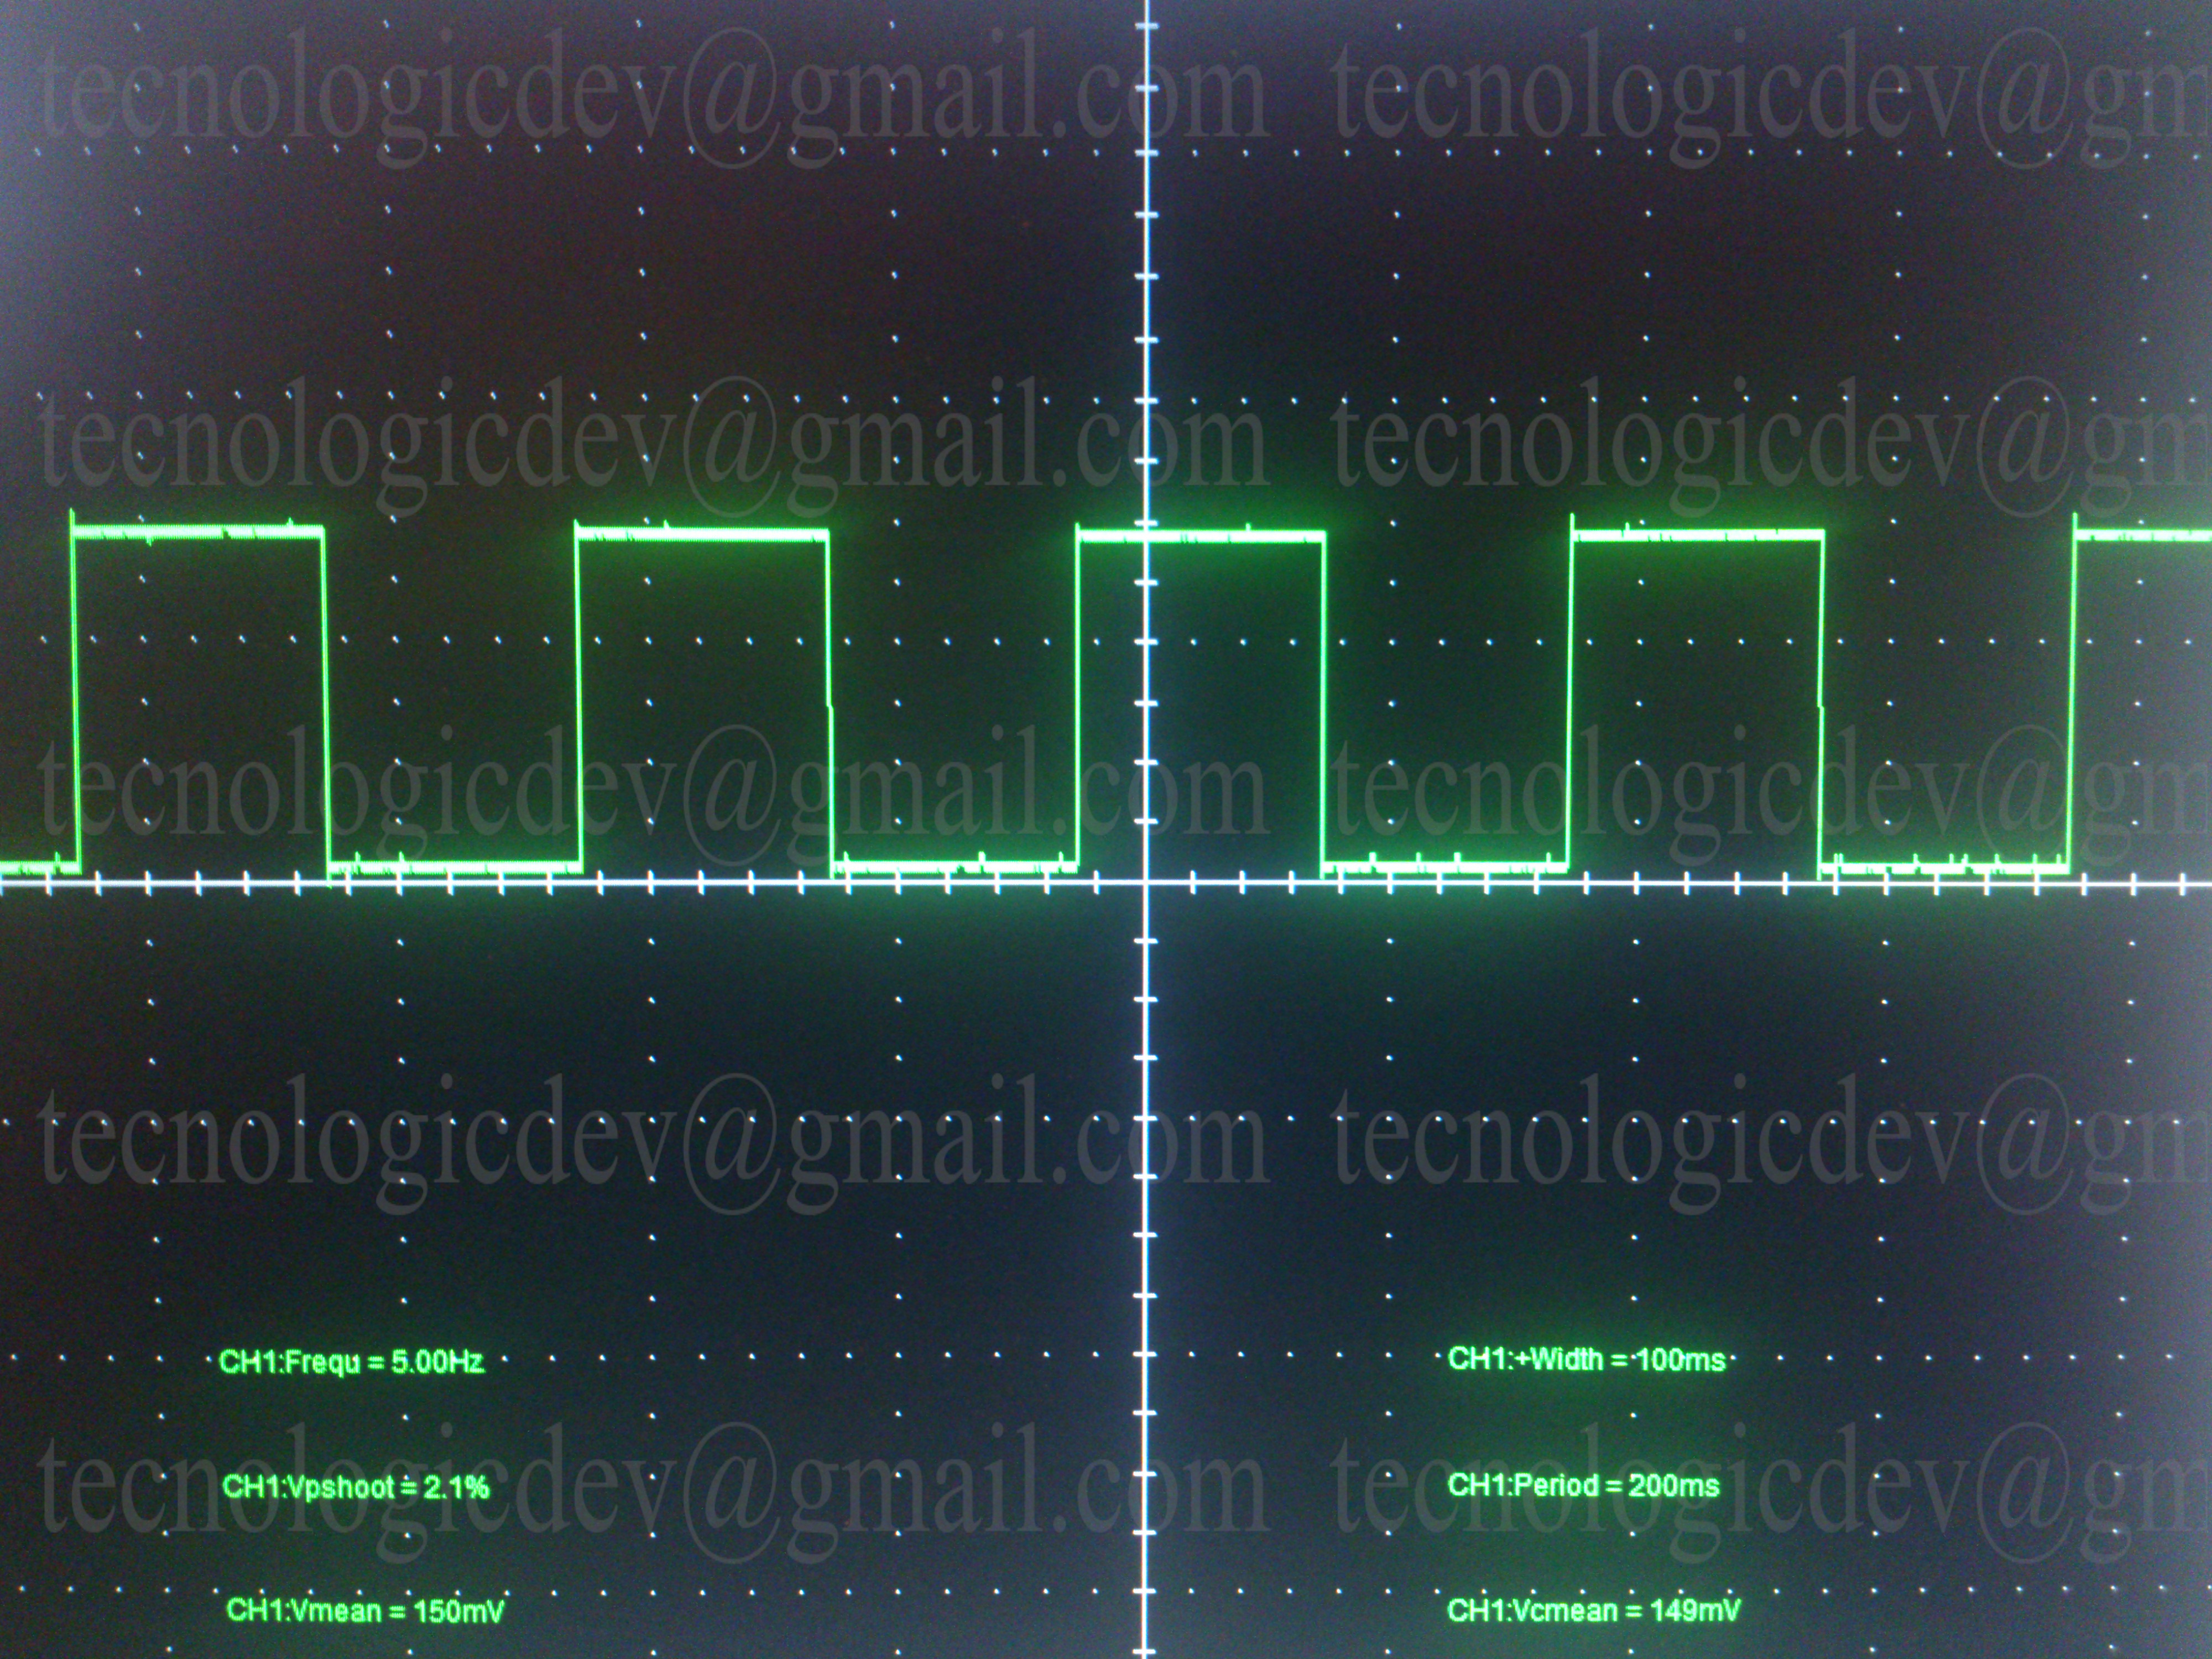 tecnologicdev@gmail.com tecnologicdev@gm
tecnologicdev@gmail.com tecnologicdev@gm
tecnologicdev@gmail.com tecnologicdev@gm
tecnologicdev@gmail.com tecnologicdev@gm
CH1:Frequ = 5.00Hz CH1:+Width = 100ms
CH1:Vpshoot = 2.1% CH1:Period = 200ms
tecnologicdev@gmail.com tecnologicdev@gm
CH1:Vmean = 150mV CH1:Vcmean = 149mV